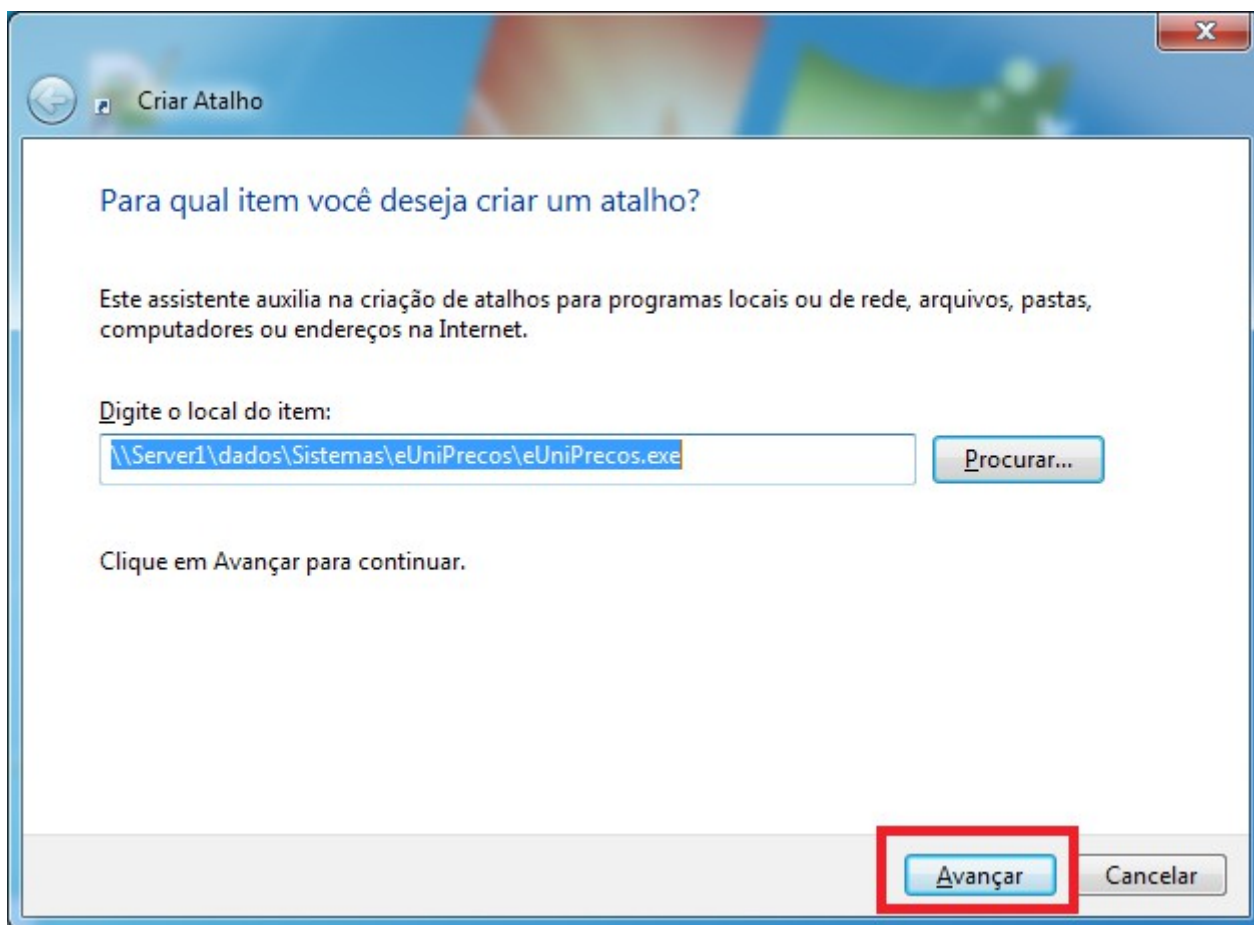 Criar Atalho
Para qual item você deseja criar um atalho?
Este assistente auxilia na criação de atalhos para programas locais ou de rede, arquivos, pastas,
computadores ou endereços na Internet.
Digite o local do item:
\\Server1\dados\Sistemas\eUniPrecos\eUniPrecos.exe
Procurar...
Clique em Avançar para continuar.
Avançar
Cancelar